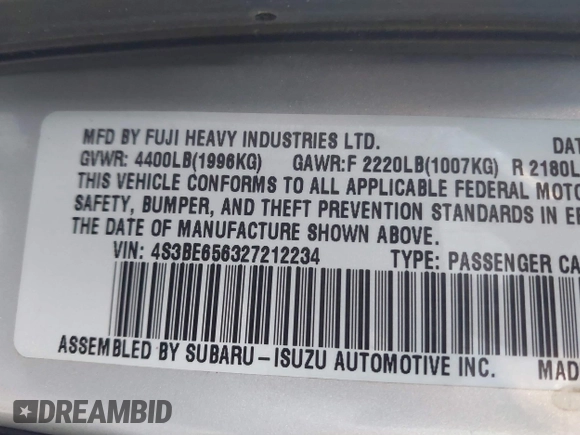 MFD BY FUJI HEAVY INDUSTRIES LTD. DAT
GVWR: 4400LB(1996KG) GAWR:F 2220LB(1007KG) R 2180L
THIS VEHICLE CONFORMS TO ALL APPLICABLE FEDERAL MOTO
SAFETY, BUMPER, AND THEFT PREVENTION STANDARDS IN E
THE DATE OF MANUFACTURE SHOWN ABOVE.
VIN: 4S3BE656327212234 TYPE: PASSENGER CA
ASSEMBLED BY SUBARU-ISUZU AUTOMOTIVE INC. MAD
DREAMBID